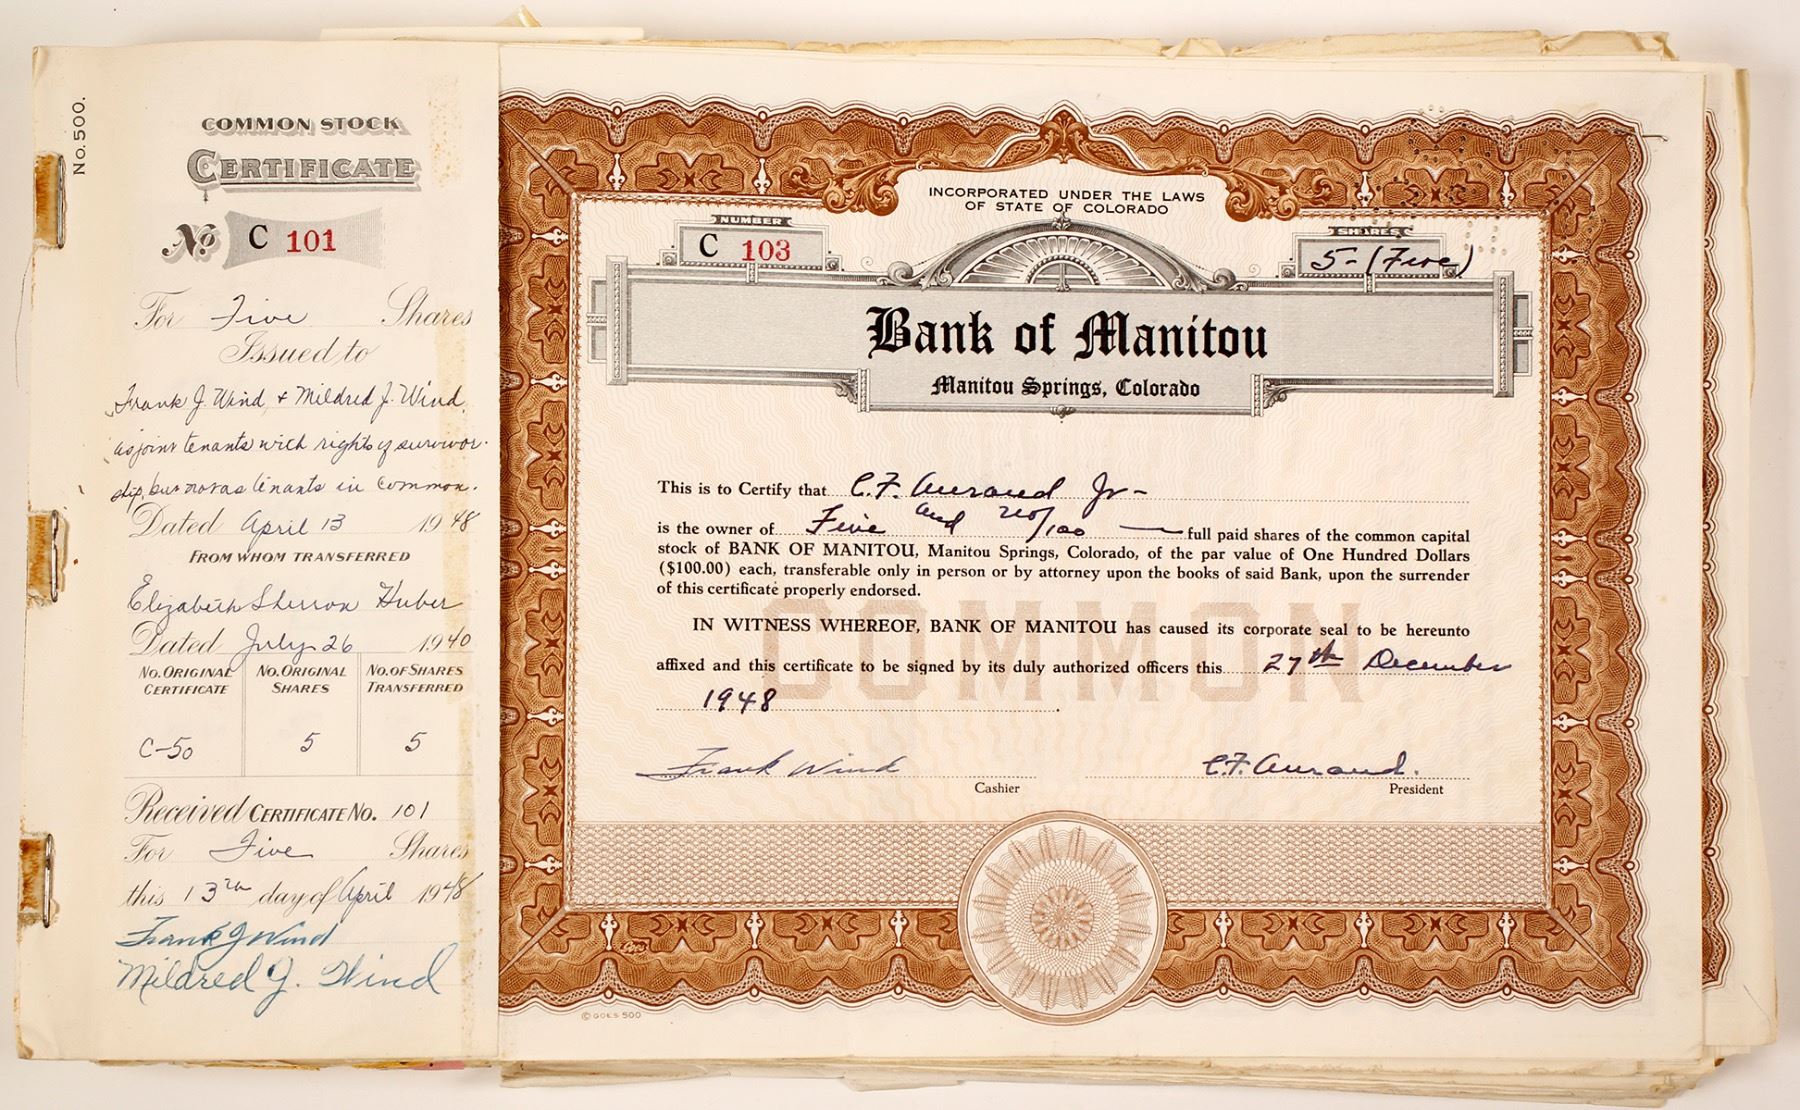 No. 500.
COMMON STOCK
CERTIFICATE
No C 101
For Five Shares
Issued to
Frank J. Wind, & Mildred J. Wind,
as joint tenants with rights of survivor-
ship, but not as tenants in common.
Dated April 13 1948
FROM WHOM TRANSFERRED
Elizabeth Sherron Huber
Dated July 26 1940
NO. ORIGINAL CERTIFICATE NO. ORIGINAL SHARES NO. OF SHARES TRANSFERRED
C-50 5 5
Received CERTIFICATE NO. 101
For Five Shares
this 13th day of April 1948
Frank J Wind
Mildred J. Wind
INCORPORATED UNDER THE LAWS
OF STATE OF COLORADO
NUMBER
C 103
SHARES
5-(Five)
Bank of Manitou
Manitou Springs, Colorado
This is to Certify that C.F. Aurand Jr-
is the owner of Five and no/100 full paid shares of the common capital
stock of BANK OF MANITOU, Manitou Springs, Colorado, of the par value of One Hundred Dollars
($100.00) each, transferable only in person or by attorney upon the books of said Bank, upon the surrender
of this certificate properly endorsed.
COMMON
IN WITNESS WHEREOF, BANK OF MANITOU has caused its corporate seal to be hereunto
affixed and this certificate to be signed by its duly authorized officers this 27th December
1948.
Frank Wind C.F. Aurand.
Cashier President
GOES
© GOES 500